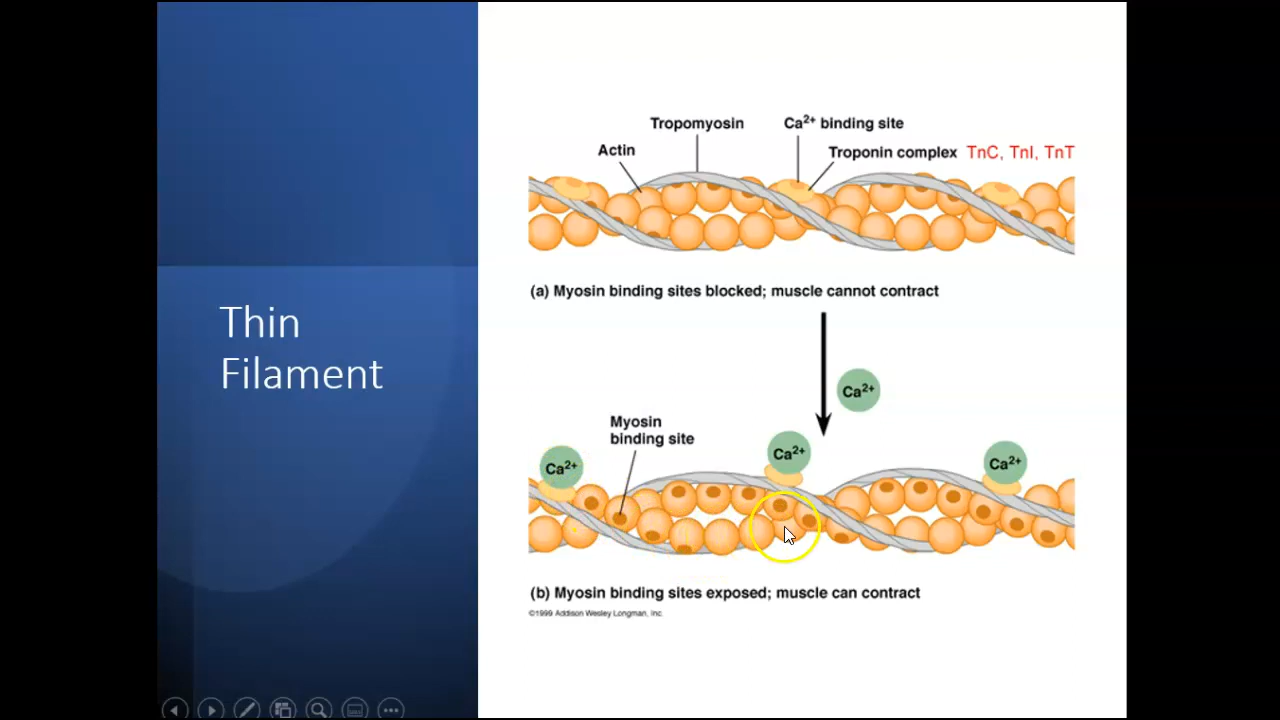 Thin
Filament
Tropomyosin
Ca²⁺ binding site
Actin
Troponin complex TnC, TnI, TnT
(a) Myosin binding sites blocked; muscle cannot contract
Ca²⁺
Myosin
binding site
Ca²⁺
Ca²⁺
Ca²⁺
(b) Myosin binding sites exposed; muscle can contract
©1999 Addison Wesley Longman, Inc.